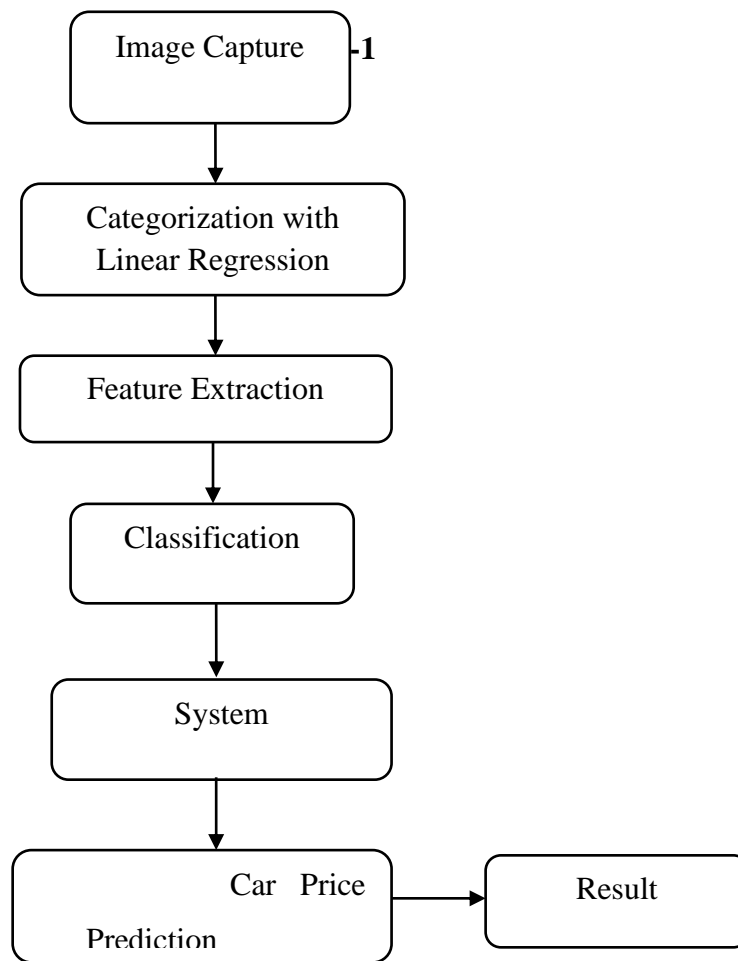 Image Capture -1
Categorization with
Linear Regression
Feature Extraction
Classification
System
Car Price
Prediction
Result